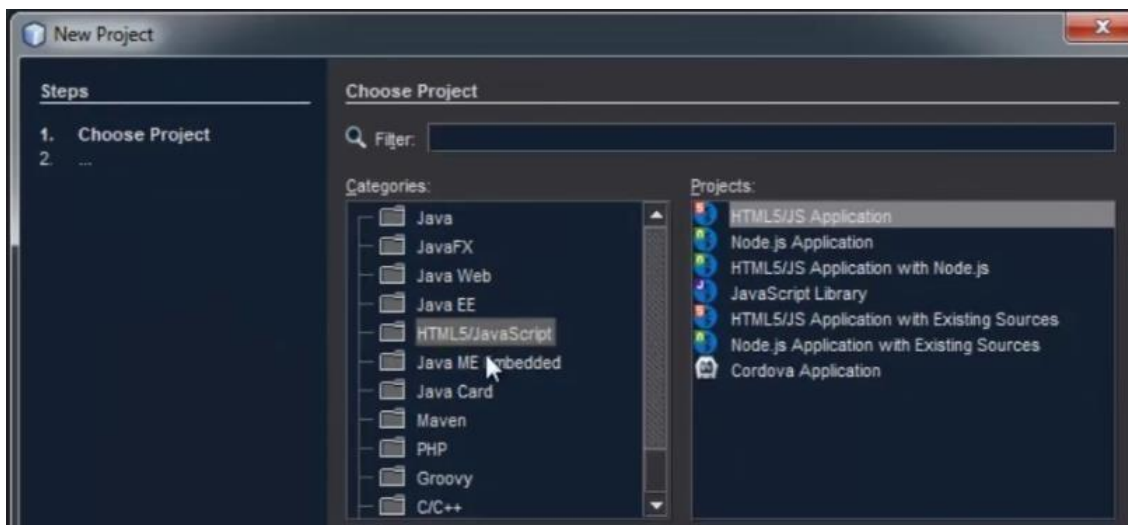 New Project
Steps
1. Choose Project
2. ...
Choose Project
Filter:
Categories:
Java
JavaFX
Java Web
Java EE
HTML5/JavaScript
Java ME Embedded
Java Card
Maven
PHP
Groovy
C/C++
Projects:
HTML5/JS Application
Node.js Application
HTML5/JS Application with Node.js
JavaScript Library
HTML5/JS Application with Existing Sources
Node.js Application with Existing Sources
Cordova Application